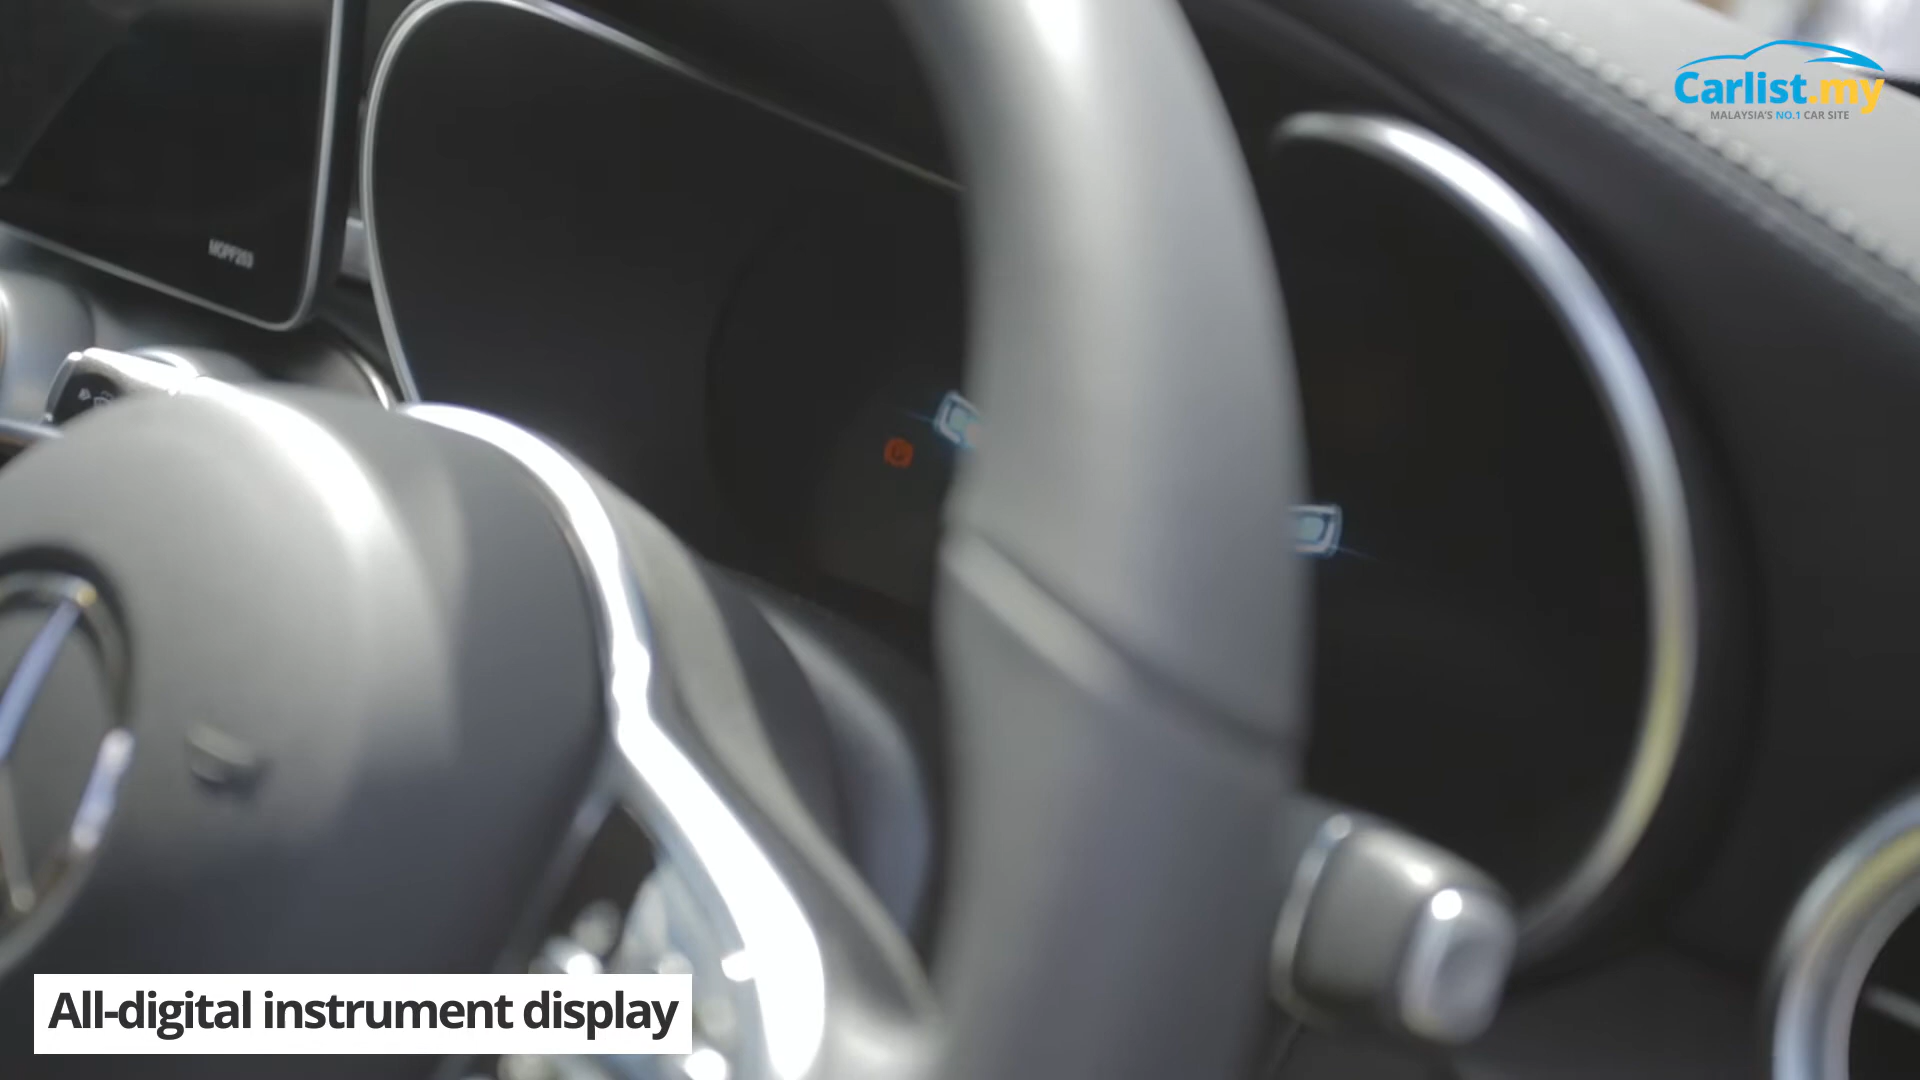 Carlist.my
MALAYSIA'S NO.1 CAR SITE
All-digital instrument display